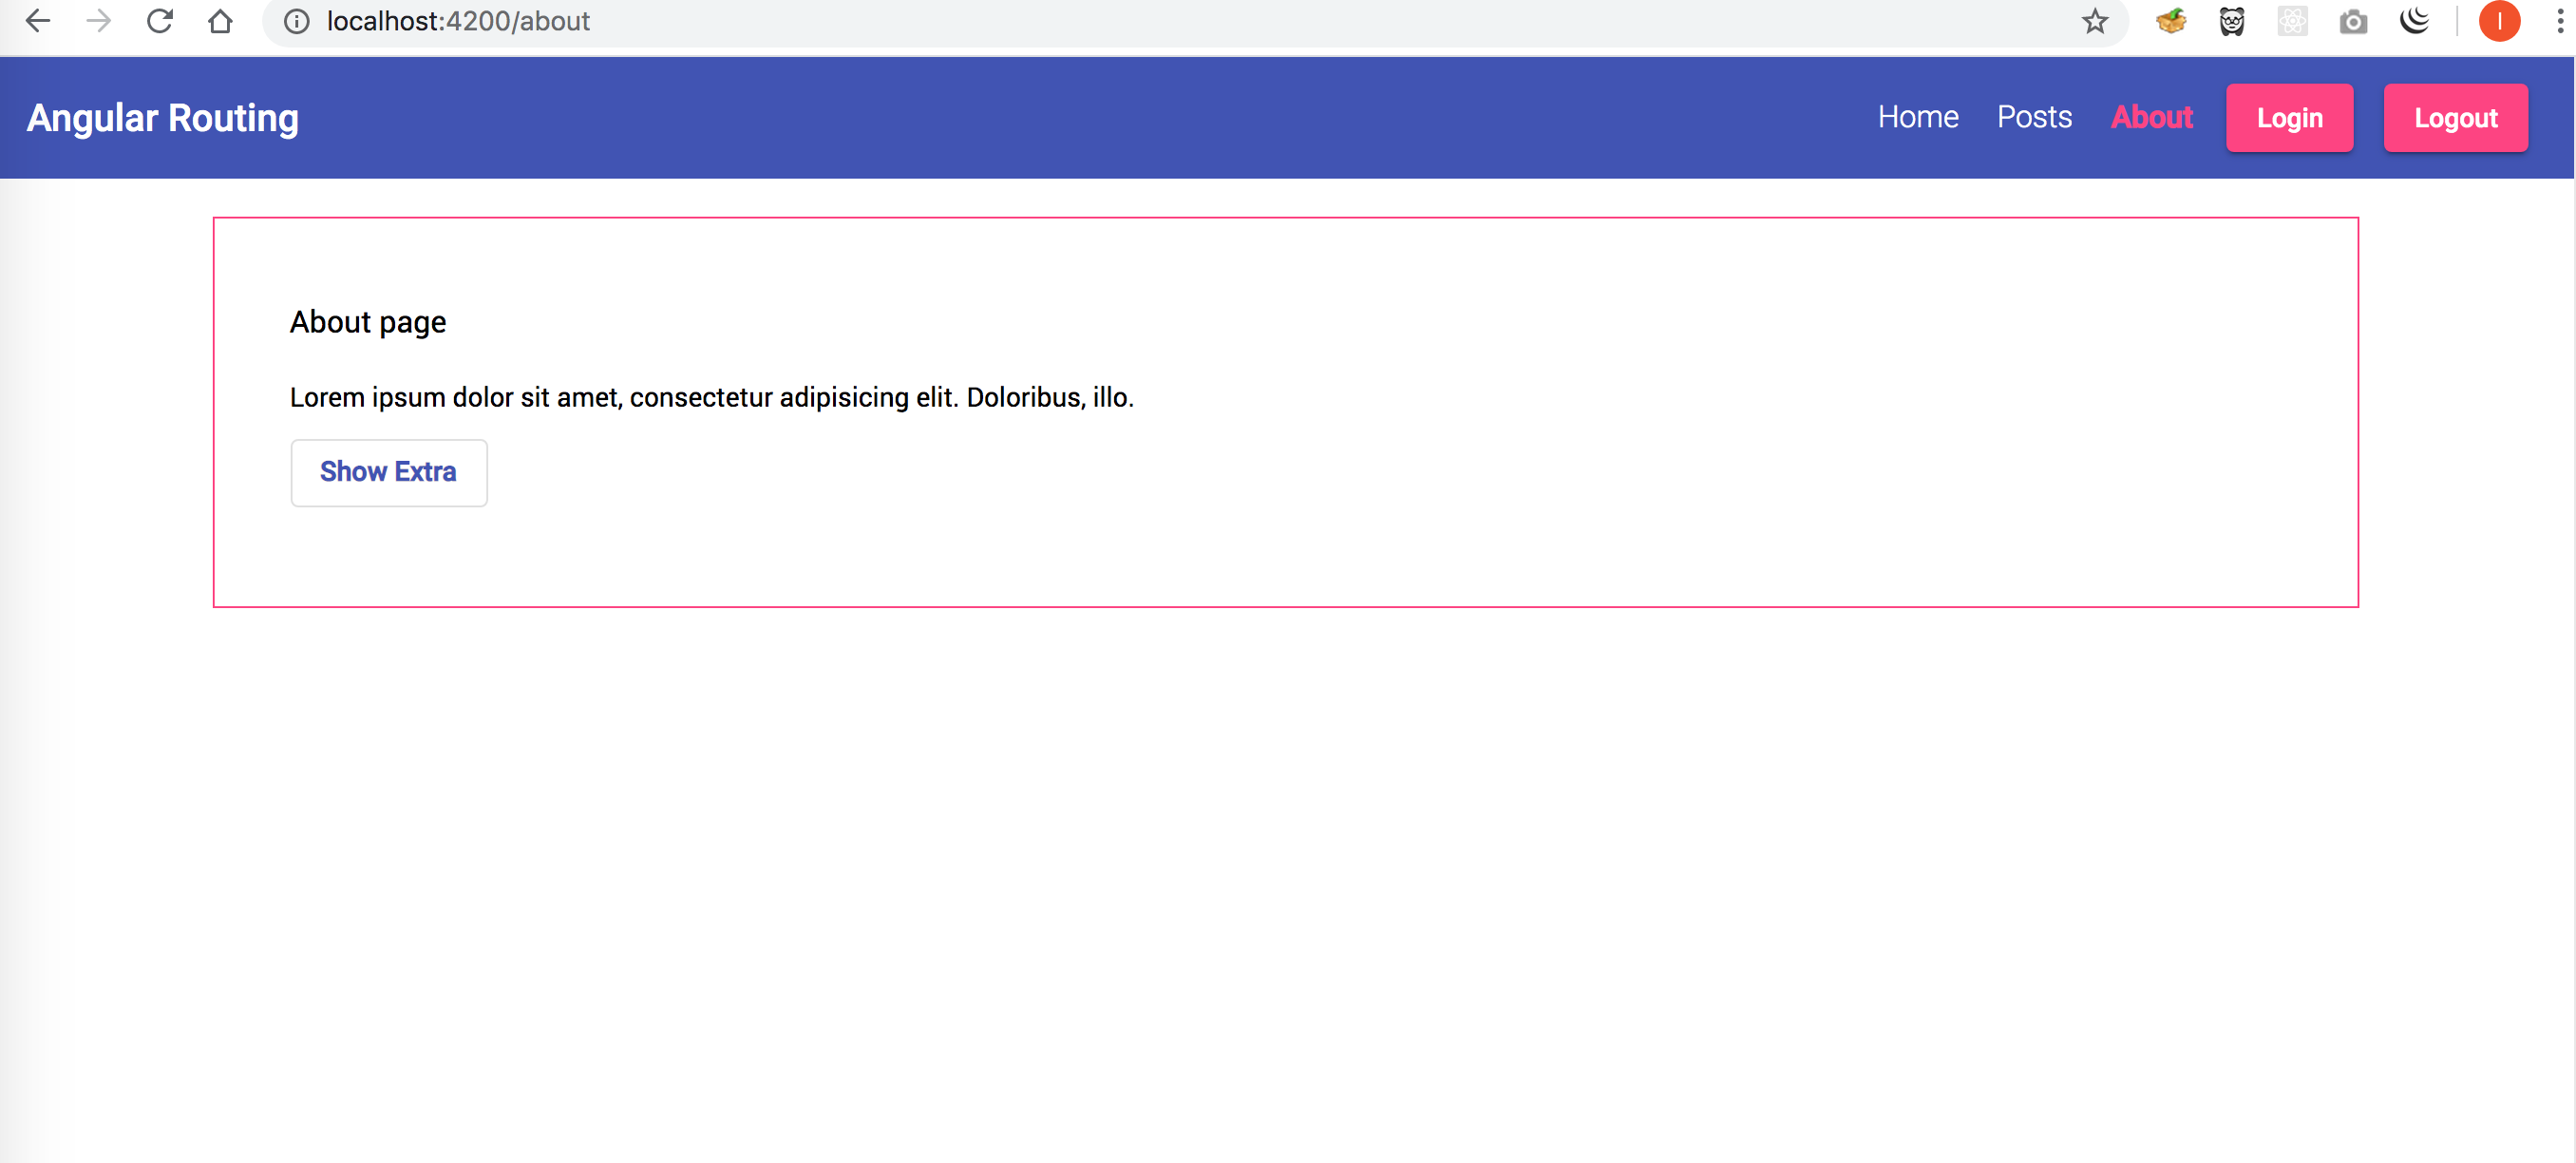 localhost:4200/about
I
Angular Routing
Home
Posts
About
Login
Logout
About page
Lorem ipsum dolor sit amet, consectetur adipisicing elit. Doloribus, illo.
Show Extra